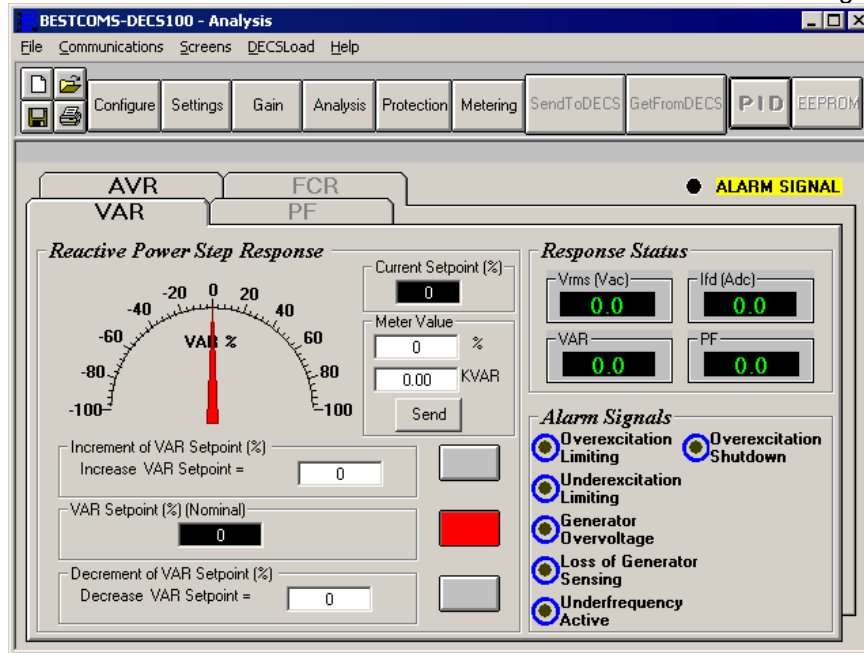 BESTCOMS-DECS100 - Analysis
File Communications Screens DECSLoad Help
Configure Settings Gain Analysis Protection Metering SendToDECS GetFromDECS PID EEPROM
AVR FCR
ALARM SIGNAL
VAR PF
Reactive Power Step Response
-100 -80 -60 -40 -20 0 20 40 60 80 100
VAR %
Current Setpoint (%)
0
Meter Value
0 %
0.00 KVAR
Send
Increment of VAR Setpoint (%)
Increase VAR Setpoint = 0
VAR Setpoint (%) (Nominal)
0
Decrement of VAR Setpoint (%)
Decrease VAR Setpoint = 0
Response Status
Vrms (Vac) Ifd (Adc)
0.0 0.0
VAR PF
0.0 0.0
Alarm Signals
Overexcitation Limiting
Overexcitation Shutdown
Underexcitation Limiting
Generator Overvoltage
Loss of Generator Sensing
Underfrequency Active